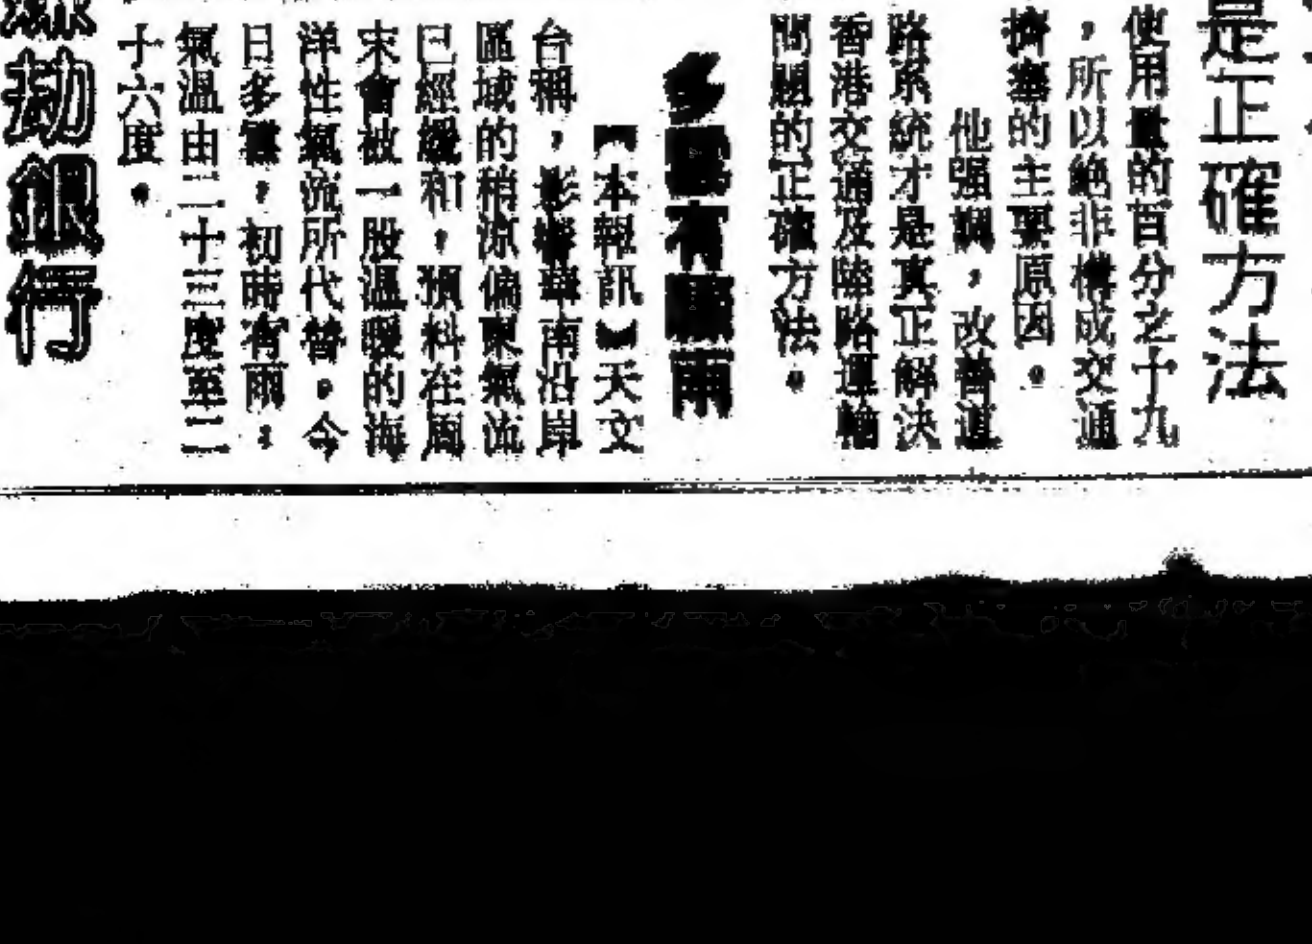 是正確方法
使用量的百分之十九
，所以絕非構成交通
擠塞的主要原因。
他强調，改善道
路系統才是真正解決
香港交通及陸路運輸
問題的正確方法。
多雲有驟雨
【本報訊】天文
台稱，影響華南沿岸
區域的稍涼偏東氣流
已經緩和，預料在周
末會被一股溫暖的海
洋性氣流所代替。今
日多雲，初時有雨。
氣溫由二十三度至二
十六度。
劫銀行